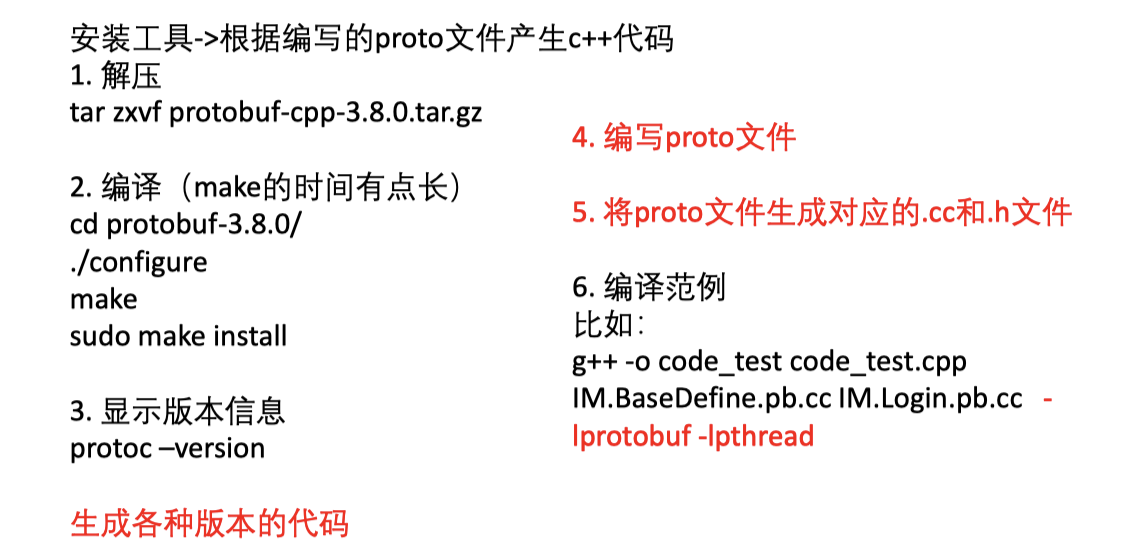 安装工具->根据编写的proto文件产生c++代码
1. 解压
tar zxvf protobuf-cpp-3.8.0.tar.gz
2. 编译（make的时间有点长）
cd protobuf-3.8.0/
./configure
make
sudo make install
3. 显示版本信息
protoc –version
生成各种版本的代码
4. 编写proto文件
5. 将proto文件生成对应的.cc和.h文件
6. 编译范例
比如：
g++ -o code_test code_test.cpp
IM.BaseDefine.pb.cc IM.Login.pb.cc -
lprotobuf -lpthread